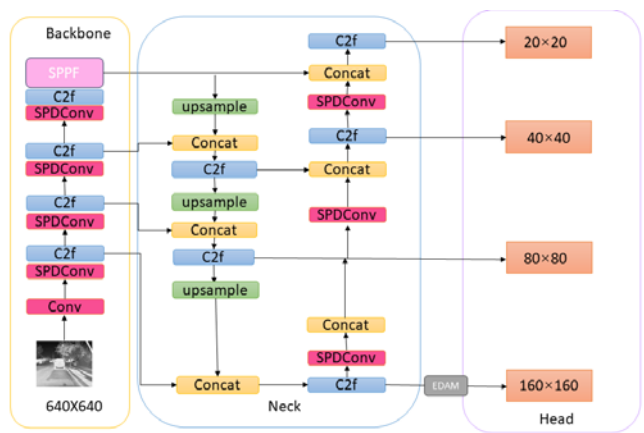 Backbone
SPPF
C2f
SPDConv
C2f
SPDConv
C2f
SPDConv
C2f
SPDConv
Conv
640X640
upsample
Concat
C2f
upsample
Concat
C2f
upsample
Concat
C2f
Concat
SPDConv
C2f
Concat
SPDConv
Concat
SPDConv
C2f
Neck
EDAM
20×20
40×40
80×80
160×160
Head